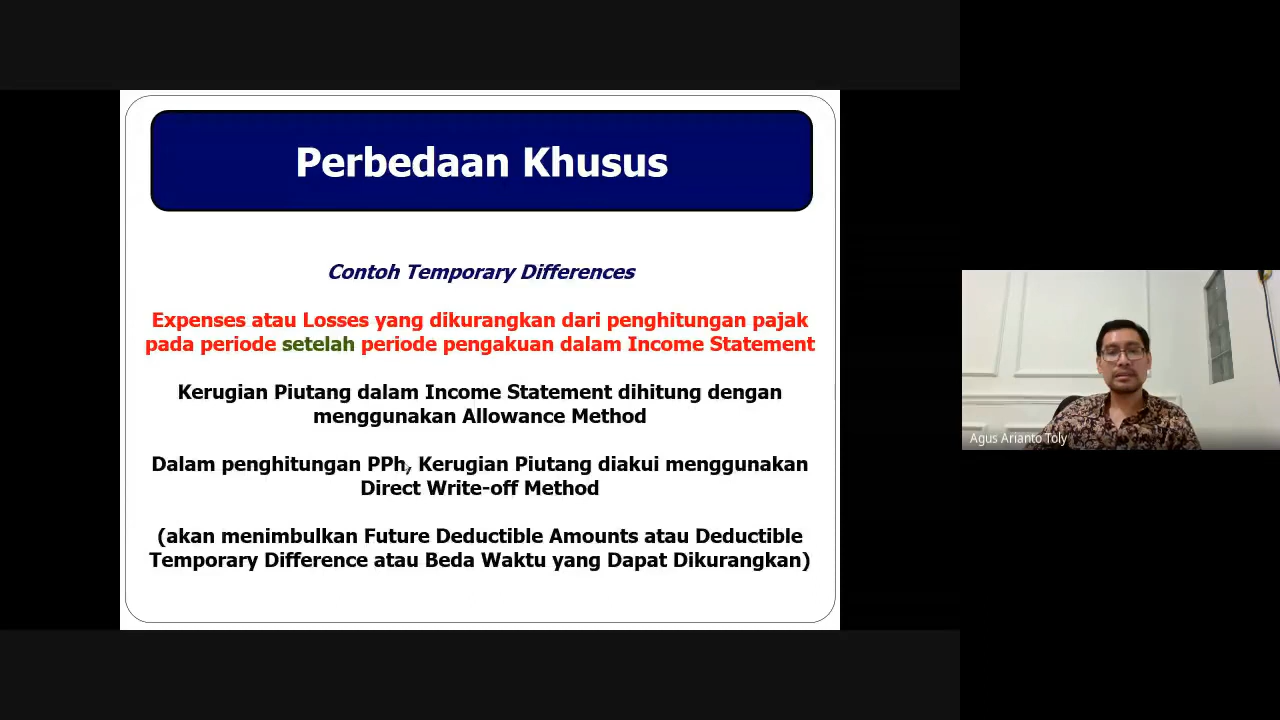 Perbedaan Khusus
Contoh Temporary Differences
Expenses atau Losses yang dikurangkan dari penghitungan pajak
pada periode setelah periode pengakuan dalam Income Statement
Kerugian Piutang dalam Income Statement dihitung dengan
menggunakan Allowance Method
Dalam penghitungan PPh, Kerugian Piutang diakui menggunakan
Direct Write-off Method
(akan menimbulkan Future Deductible Amounts atau Deductible
Temporary Difference atau Beda Waktu yang Dapat Dikurangkan)
Agus Arianto Toly